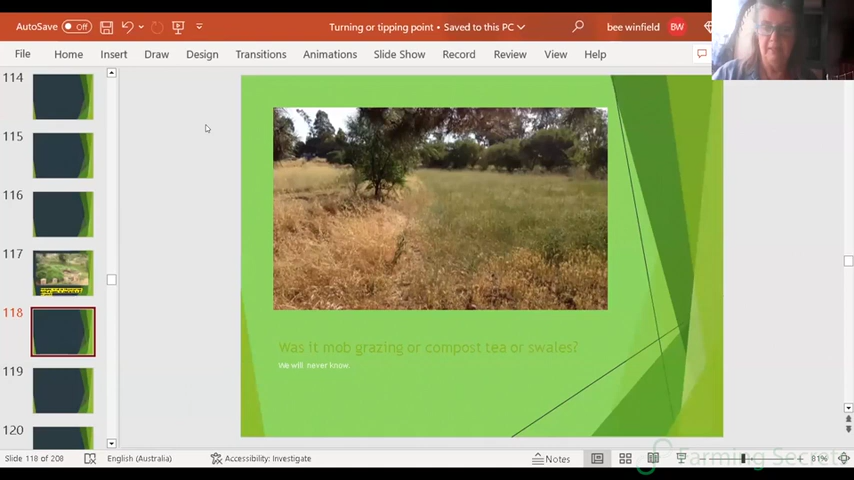 AutoSave
Off
Turning or tipping point • Saved to this PC
bee winfield
BW
File
Home
Insert
Draw
Design
Transitions
Animations
Slide Show
Record
Review
View
Help
114
115
116
117
118
119
120
Was it mob grazing or compost tea or swales?
We will never know.
Slide 118 of 208
English (Australia)
Accessibility: Investigate
Notes
81%
Farming Secrets